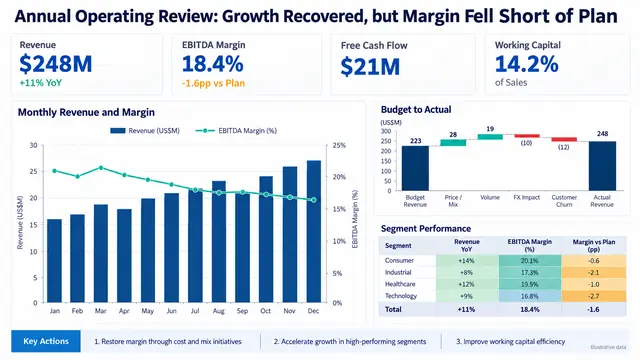 Annual Operating Review: Growth Recovered, but Margin Fell Short of Plan
Revenue
$248M
+11% YoY
EBITDA Margin
18.4%
-1.6pp vs Plan
Free Cash Flow
$21M
Working Capital
14.2%
of Sales
Monthly Revenue and Margin
Revenue (US$M)
EBITDA Margin (%)
Revenue (US$M)
30
25
20
15
10
5
0
25%
20%
15%
10%
5%
0%
EBITDA Margin (%)
Jan Feb Mar Apr May Jun Jul Aug Sep Oct Nov Dec
Budget to Actual
(US$M)
300
250
200
150
100
50
0
223
28
19
(10)
(12)
248
Budget Revenue
Price / Mix
Volume
FX Impact
Customer Churn
Actual Revenue
Segment Performance
Segment Revenue YoY EBITDA Margin (%) Margin vs Plan (pp)
Consumer +14% 20.1% -0.6
Industrial +8% 17.3% -2.1
Healthcare +12% 19.5% -1.0
Technology +9% 16.8% -2.7
Total +11% 18.4% -1.6
Key Actions
1. Restore margin through cost and mix initiatives
2. Accelerate growth in high-performing segments
3. Improve working capital efficiency
Illustrative data